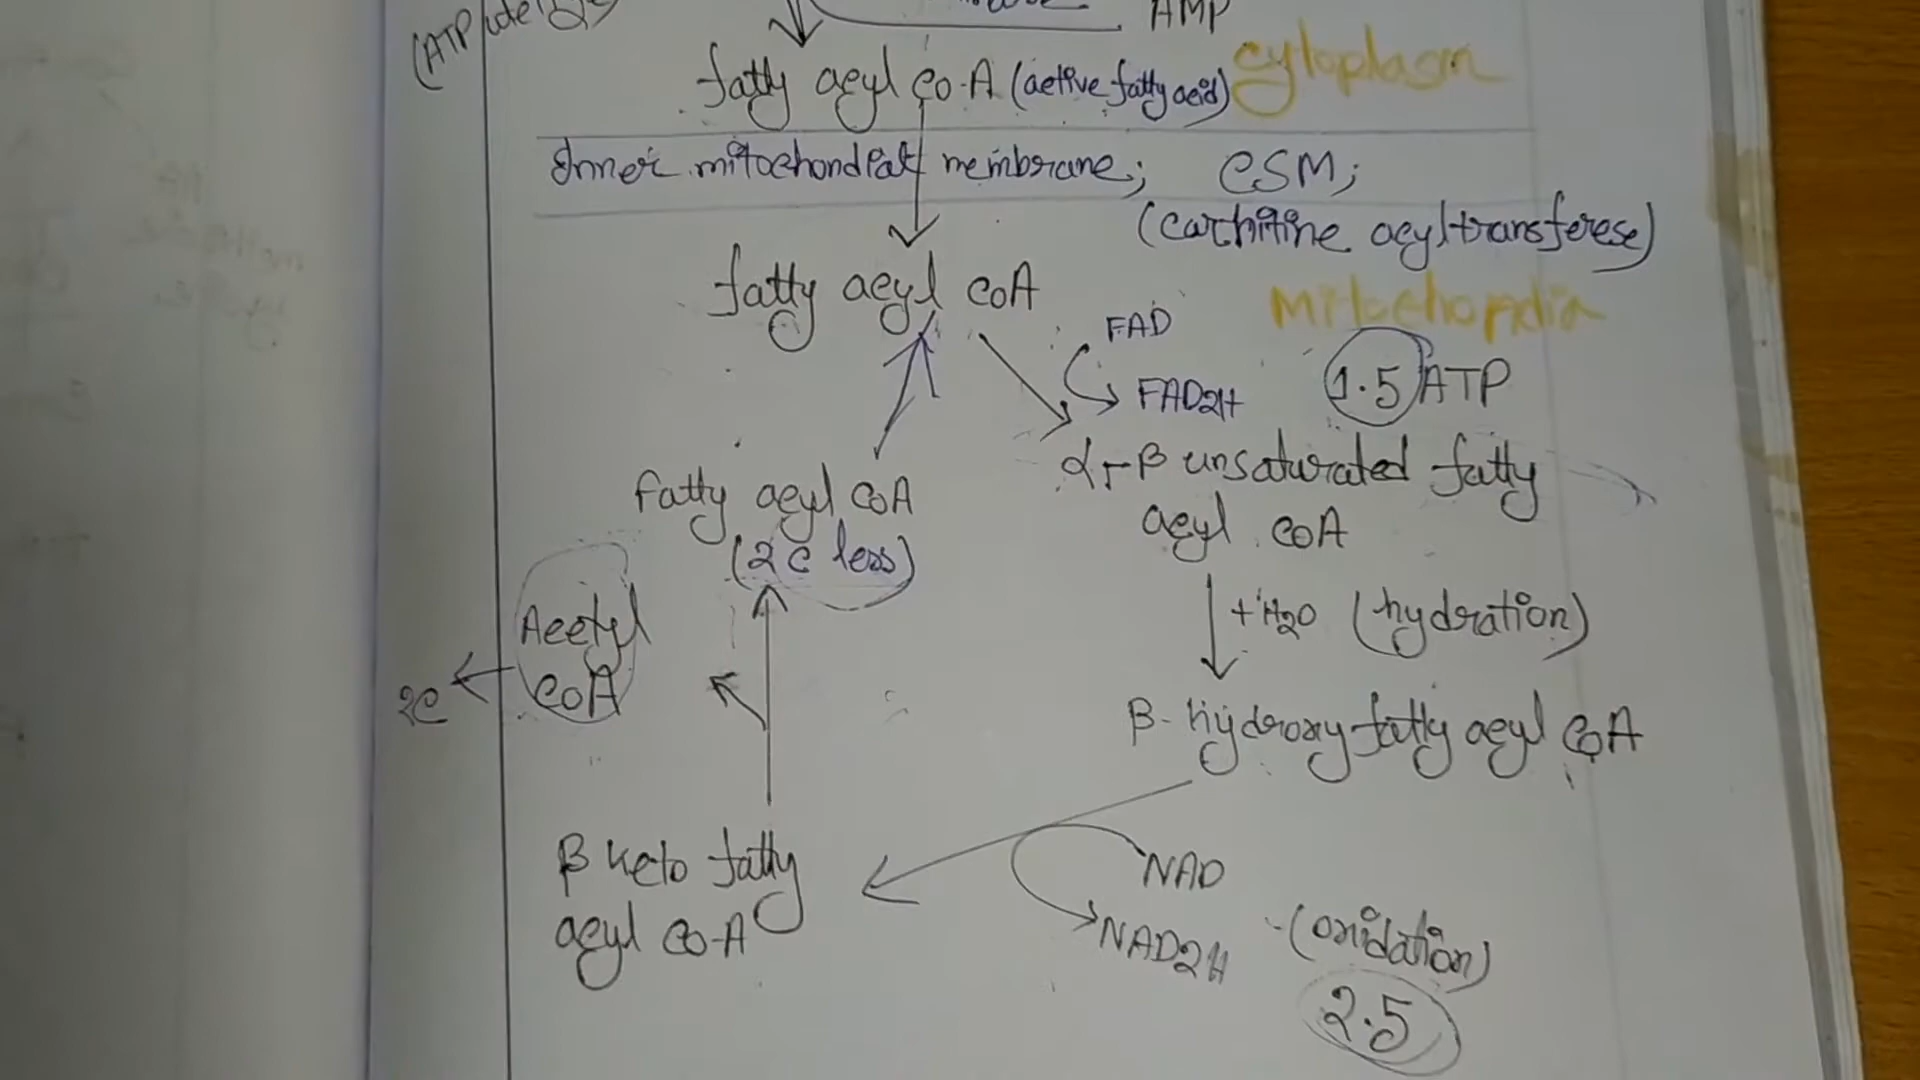 (ATP
AMP
fatty acyl co-A (active fatty acid)
cytoplasm
Inner mitochondrial membrane; CSM;
(carnitine acyltransferese)
fatty acyl coA
Mitochondria
FAD
FAD2H
1.5 ATP
α, β unsaturated fatty
acyl coA
fatty acyl CoA
(2C less)
+H2O (hydration)
Acetyl
CoA
2C
β-hydroxy fatty acyl CoA
β keto fatty
acyl Co-A
NAD
NAD2H
(oxidation)
2.5